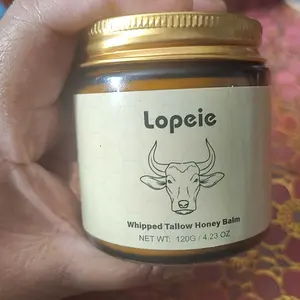 Lopeie
Whipped Tallow Honey Balm
NET WT: 120G / 4.23 OZ